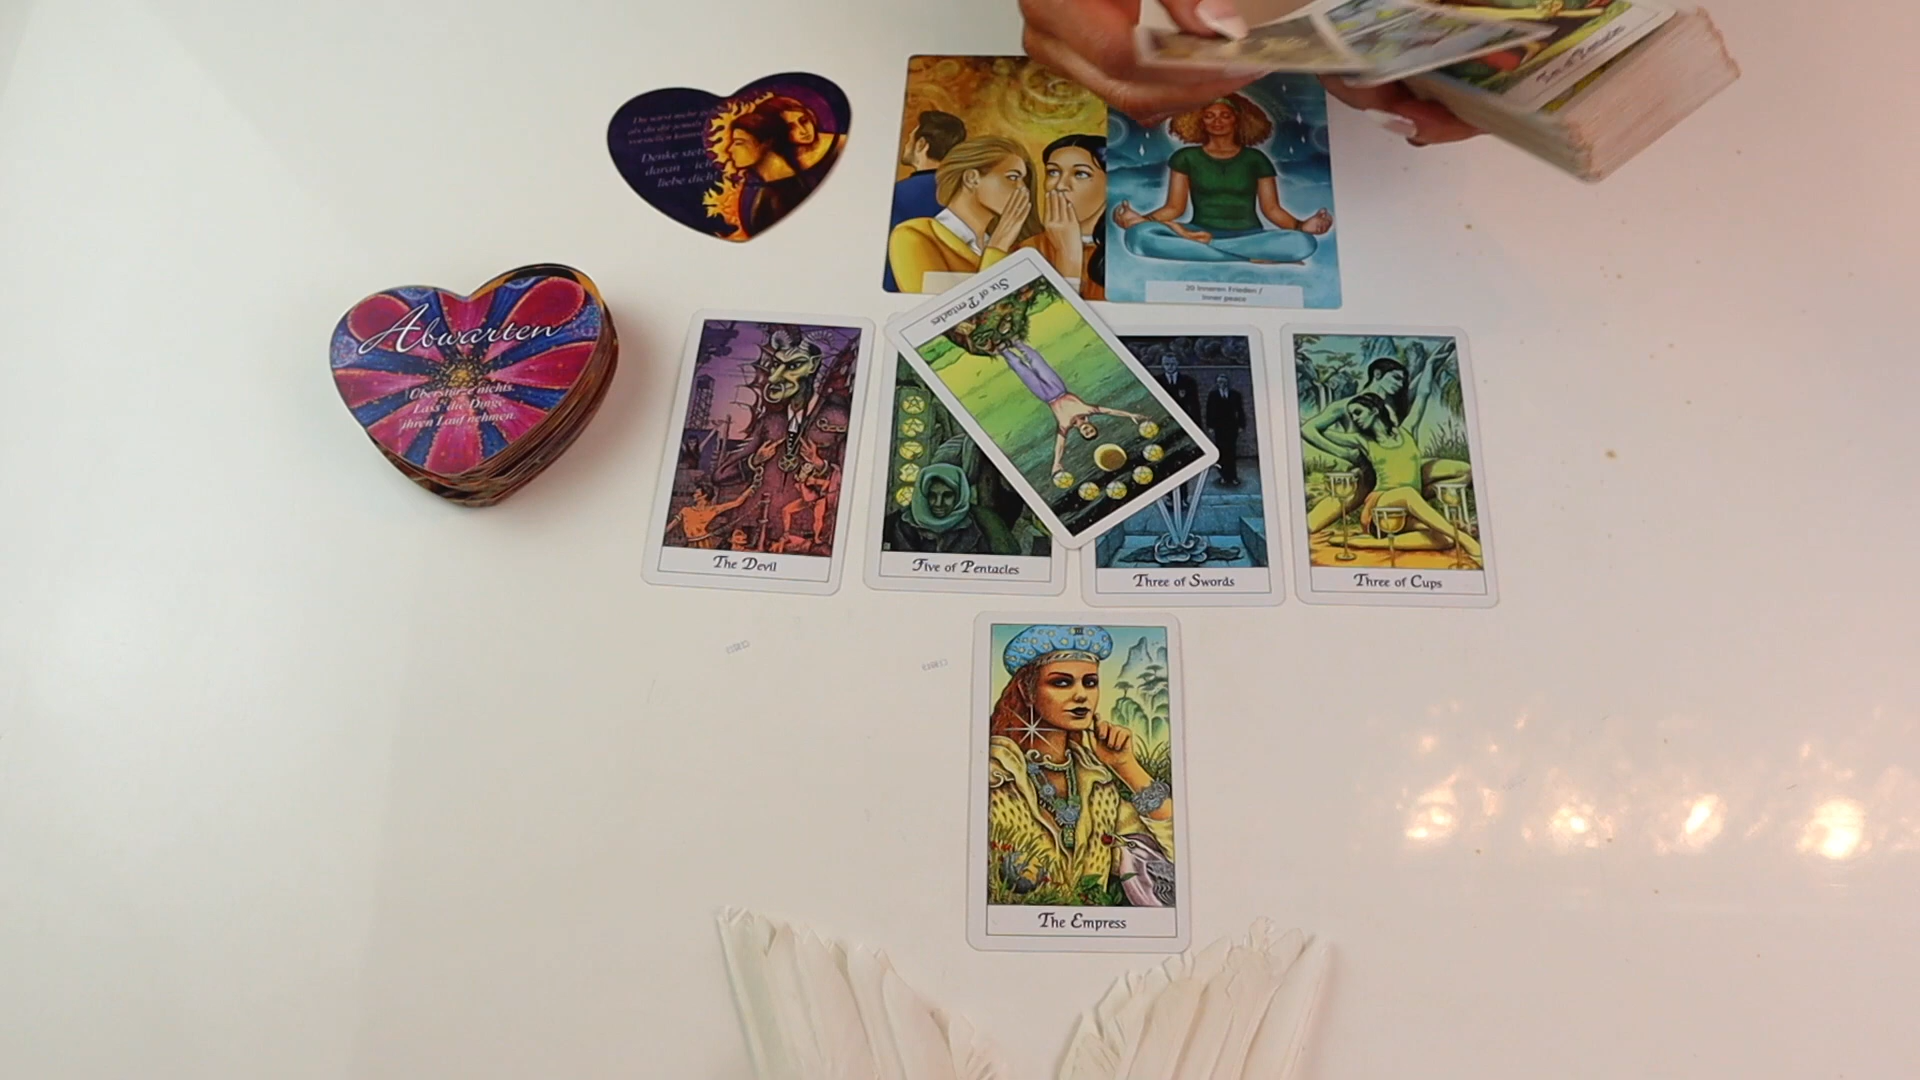 Denke stets
daran ich
liebe dich!
20 Inneren Frieden /
Inner peace
Abwarten
Überstürze nichts.
Lass die Dinge
ihren Lauf nehmen.
Six of Pentacles
The Devil
Five of Pentacles
Three of Swords
Three of Cups
III
The Empress